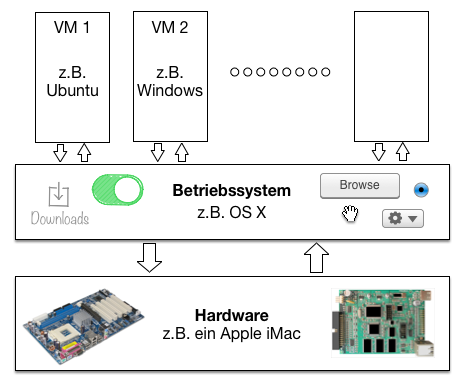 VM 1
z.B.
Ubuntu
VM 2
z.B.
Windows
Downloads
Betriebssystem
z.B. OS X
Browse
Hardware
z.B. ein Apple iMac